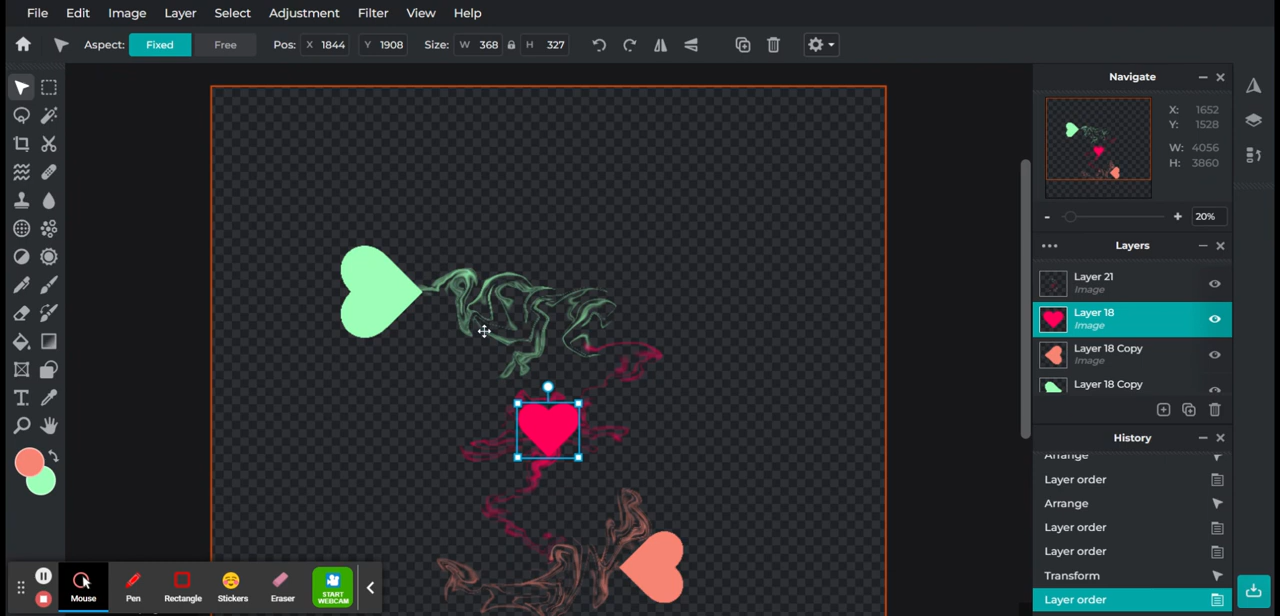 File Edit Image Layer Select Adjustment Filter View Help
Aspect: Fixed Free Pos: X 1844 Y 1908 Size: W 368 H 327
Navigate
X: 1652
Y: 1528
W: 4056
H: 3860
- + 20%
Layers
Layer 21
Image
Layer 18
Image
Layer 18 Copy
Image
Layer 18 Copy
T
History
Arrange
Layer order
Arrange
Layer order
Layer order
Transform
Layer order
Mouse Pen Rectangle Stickers Eraser START
WEBCAM